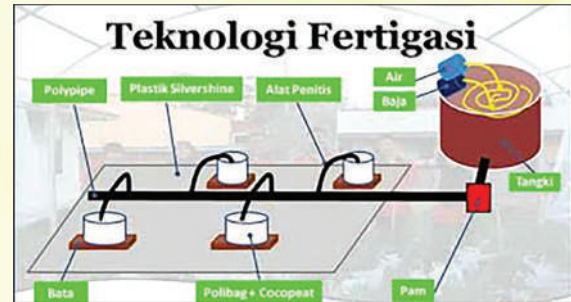 Teknologi Fertigasi
Polypipe
Plastik Silvershine
Alat Penitis
Air
Baja
Tangki
Bata
Polibag+ Cocopeat
Pam